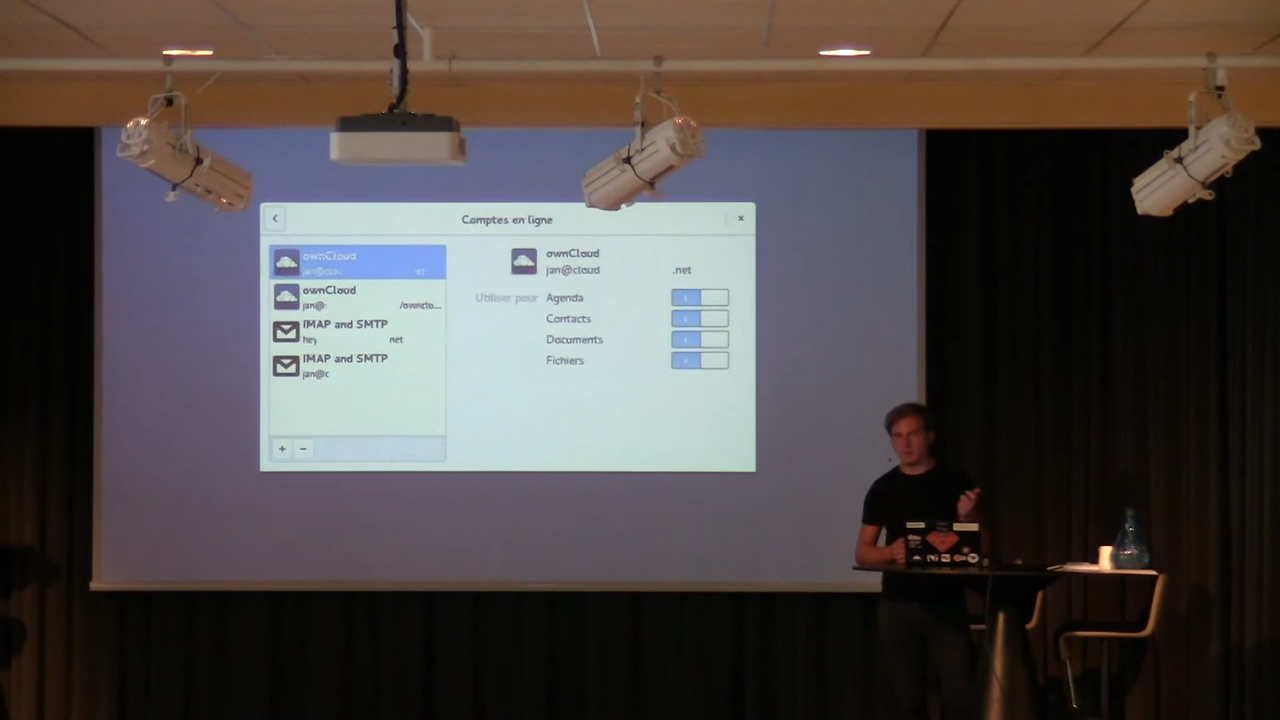 Comptes en ligne
ownCloud
ownCloud
jan@
IMAP and SMTP
hey net
IMAP and SMTP
ownCloud
jan@cloud .net
Utiliser pour Agenda
Contacts
Documents
Fichiers